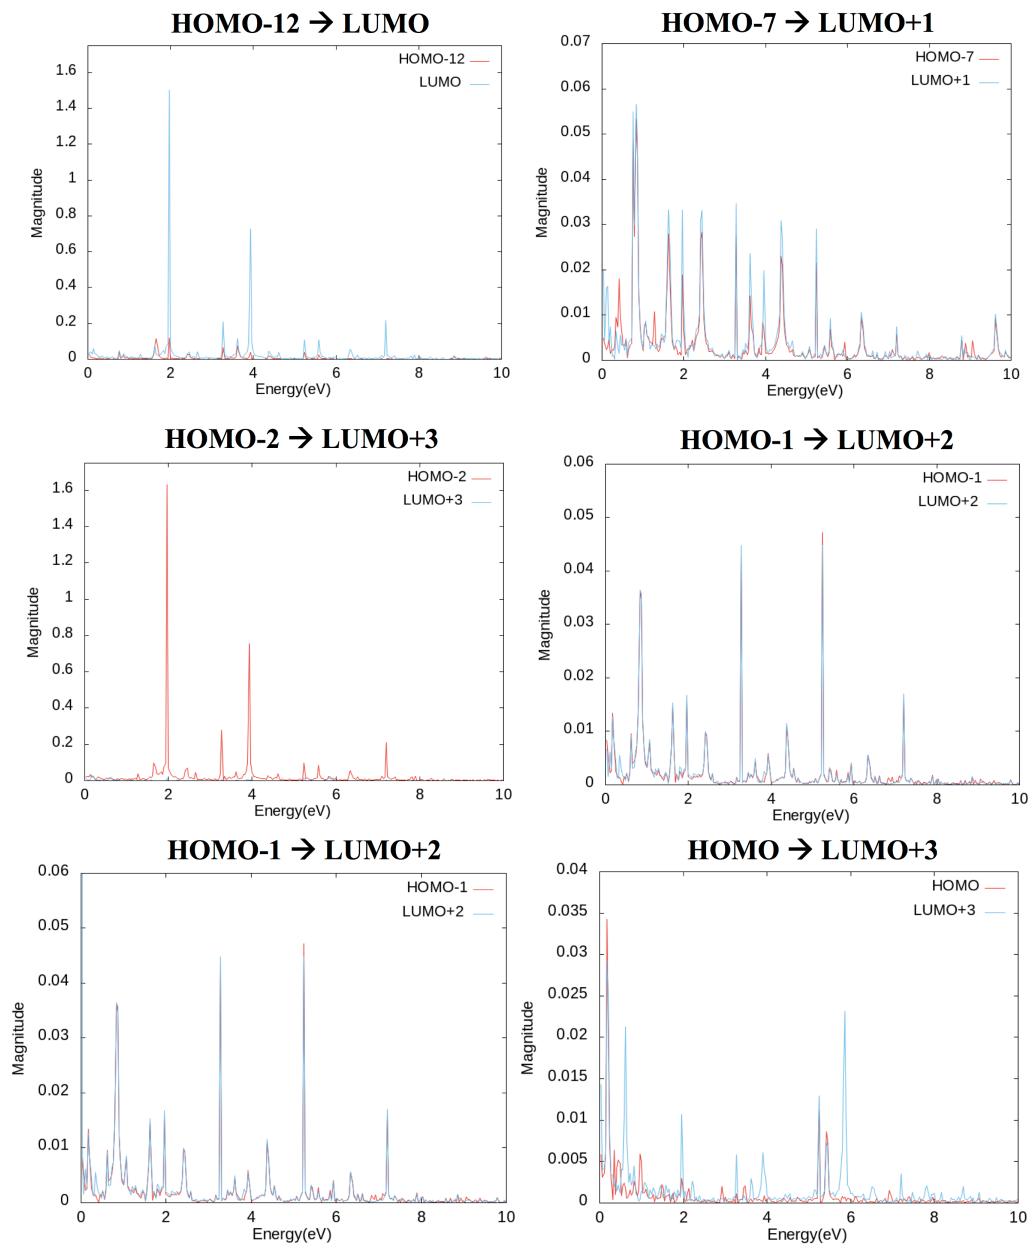 HOMO-12 → LUMO
HOMO-12
LUMO
1.6
1.4
1.2
1
0.8
0.6
0.4
0.2
0
Magnitude
0 2 4 6 8 10
Energy(eV)
HOMO-7 → LUMO+1
HOMO-7
LUMO+1
0.07
0.06
0.05
0.04
0.03
0.02
0.01
0
Magnitude
0 2 4 6 8 10
Energy(eV)
HOMO-2 → LUMO+3
HOMO-2
LUMO+3
1.6
1.4
1.2
1
0.8
0.6
0.4
0.2
0
Magnitude
0 2 4 6 8 10
Energy(eV)
HOMO-1 → LUMO+2
HOMO-1
LUMO+2
0.06
0.05
0.04
0.03
0.02
0.01
0
Magnitude
0 2 4 6 8 10
Energy(eV)
HOMO-1 → LUMO+2
HOMO-1
LUMO+2
0.06
0.05
0.04
0.03
0.02
0.01
0
Magnitude
0 2 4 6 8 10
Energy(eV)
HOMO → LUMO+3
HOMO
LUMO+3
0.04
0.035
0.03
0.025
0.02
0.015
0.01
0.005
0
Magnitude
0 2 4 6 8 10
Energy(eV)